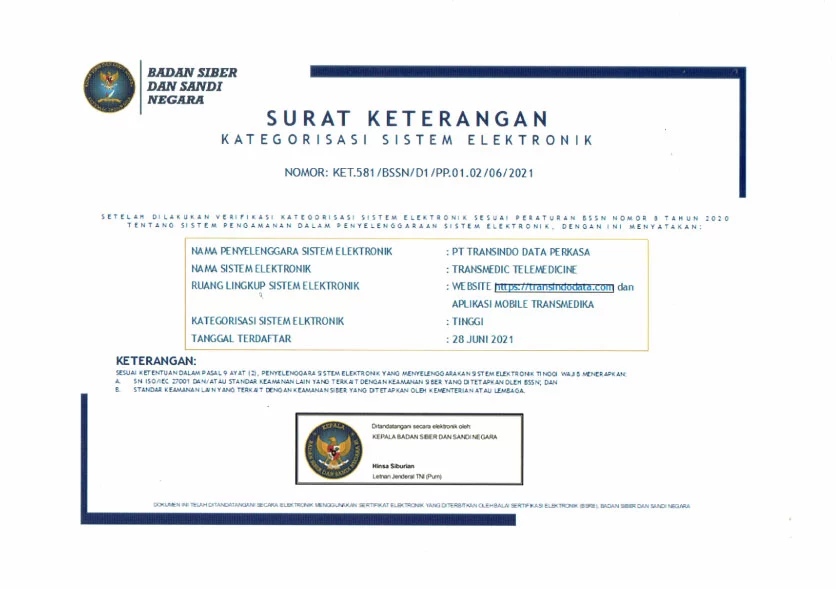 BADAN SIBER
DAN SANDI
NEGARA
SURAT KETERANGAN
KATEGORISASI SISTEM ELEKTRONIK
NOMOR: KET.581/BSSN/D1/PP.01.02/06/2021
SETELAH DILAKUKAN VERIFIKASI KATEGORISASI SISTEM ELEKTRONIK SESUAI PERATURAN BSSN NOMOR 8 TAHUN 2020
TENTANG SISTEM PENGAMANAN DALAM PENYELENGGARAAN SISTEM ELEKTRONIK, DENGAN INI MENYATAKAN:
NAMA PENYELENGGARA SISTEM ELEKTRONIK : PT TRANSINDO DATA PERKASA
NAMA SISTEM ELEKTRONIK : TRANSMEDIC TELEMEDICINE
RUANG LINGKUP SISTEM ELEKTRONIK : WEBSITE https://transindodata.com dan
APLIKASI MOBILE TRANSMEDIKA
KATEGORISASI SISTEM ELKTRONIK : TINGGI
TANGGAL TERDAFTAR : 28 JUNI 2021
KETERANGAN:
SESUAI KETENTUAN DALAM PASAL 9 AYAT (2), PENYELENGGARA SISTEM ELEKTRONIK YANG MENYELENGGARAKAN SISTEM ELEKTRONIK TINGGI WAJIB MENERAPKAN:
A. SNI ISO/IEC 27001 DAN/ATAU STANDAR KEAMANAN LAIN YANG TERKAIT DENGAN KEAMANAN SIBER YANG DITETAPKAN OLEH BSSN; DAN
B. STANDAR KEAMANAN LAIN YANG TERKAIT DENGAN KEAMANAN SIBER YANG DITETAPKAN OLEH KEMENTERIAN ATAU LEMBAGA.
KEPALA
BADAN SIBER DAN SANDI NEGARA
Ditandatangani secara elektronik oleh:
KEPALA BADAN SIBER DAN SANDI NEGARA
Hinsa Siburian
Letnan Jenderal TNI (Purn)
DOKUMEN INI TELAH DITANDATANGANI SECARA ELEKTRONIK MENGGUNAKAN SERTIFIKAT ELEKTRONIK YANG DITERBITKAN OLEH BALAI SERTIFIKASI ELEKTRONIK (BSRE), BADAN SIBER DAN SANDI NEGARA